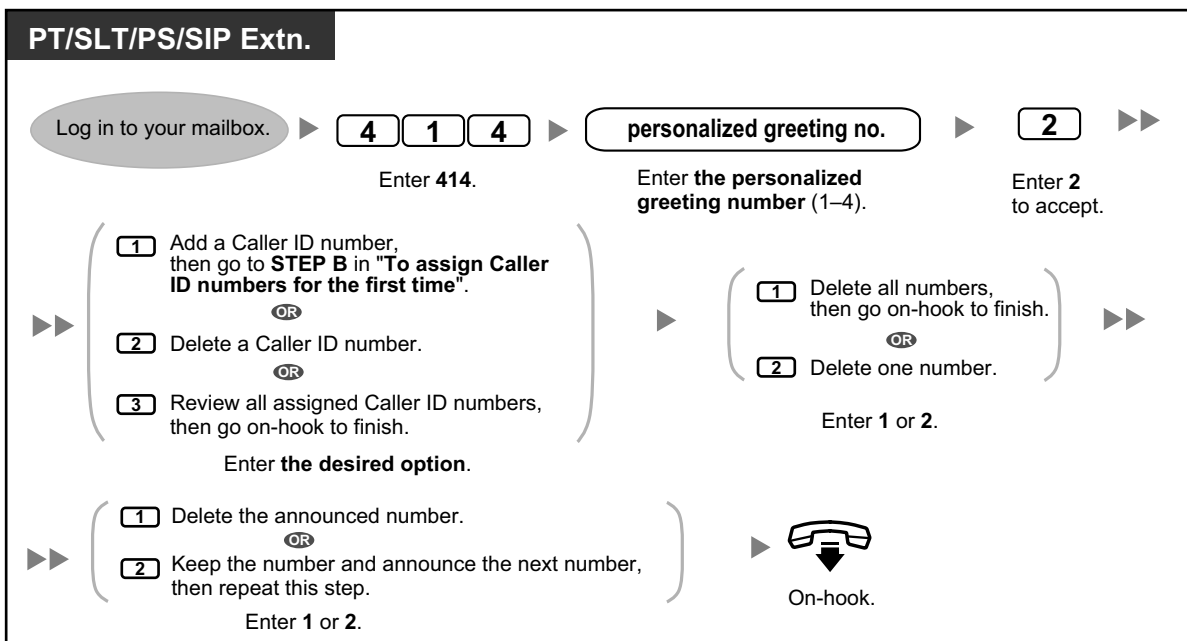 PT/SLT/PS/SIP Extn.
Log in to your mailbox.
4 1 4
personalized greeting no.
2
Enter 414.
Enter the personalized
greeting number (1–4).
Enter 2
to accept.
1 Add a Caller ID number,
then go to STEP B in "To assign Caller
ID numbers for the first time".
OR
2 Delete a Caller ID number.
OR
3 Review all assigned Caller ID numbers,
then go on-hook to finish.
Enter the desired option.
1 Delete all numbers,
then go on-hook to finish.
OR
2 Delete one number.
Enter 1 or 2.
1 Delete the announced number.
OR
2 Keep the number and announce the next number,
then repeat this step.
Enter 1 or 2.
On-hook.